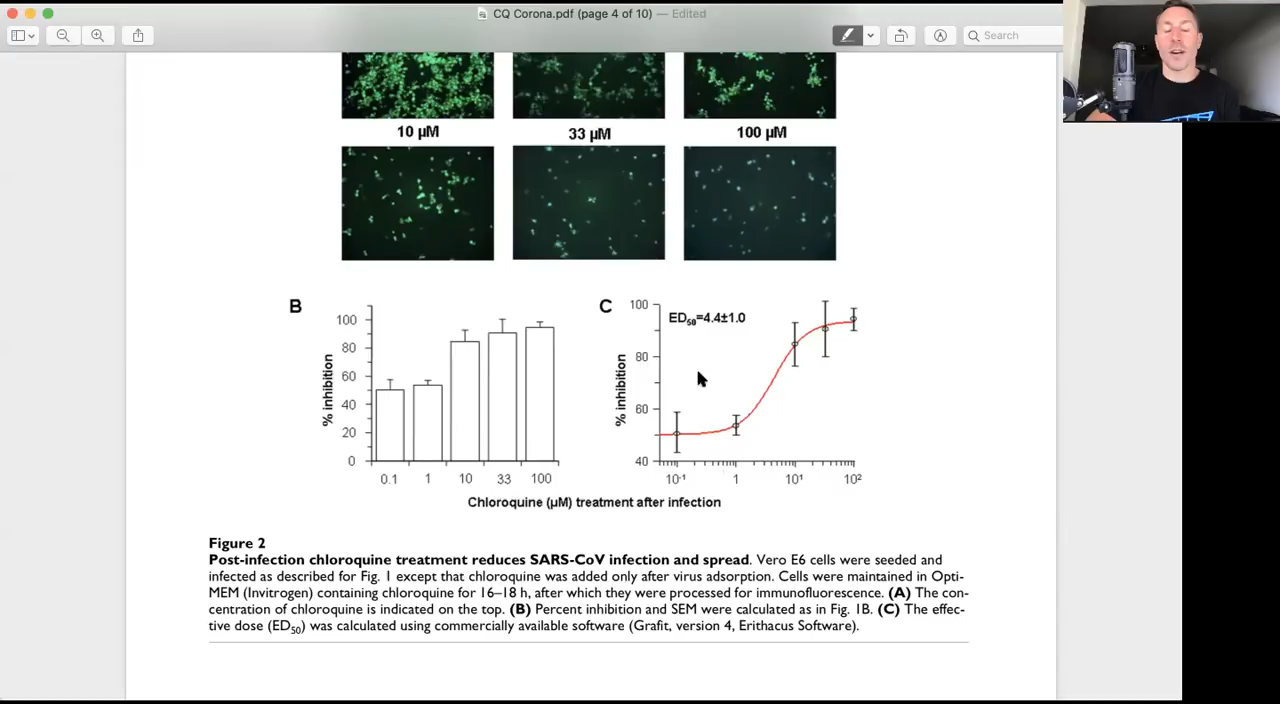 CQ Corona.pdf (page 4 of 10) — Edited
Search
10 µM 33 µM 100 µM
B
% inhibition
100
80
60
40
20
0
0.1 1 10 33 100
C
% inhibition
100
80
60
40
ED50=4.4±1.0
10-1 1 10¹ 10²
Chloroquine (µM) treatment after infection
Figure 2
Post-infection chloroquine treatment reduces SARS-CoV infection and spread. Vero E6 cells were seeded and
infected as described for Fig. 1 except that chloroquine was added only after virus adsorption. Cells were maintained in Opti-
MEM (Invitrogen) containing chloroquine for 16–18 h, after which they were processed for immunofluorescence. (A) The con-
centration of chloroquine is indicated on the top. (B) Percent inhibition and SEM were calculated as in Fig. 1B. (C) The effec-
tive dose (ED50) was calculated using commercially available software (Grafit, version 4, Erithacus Software).